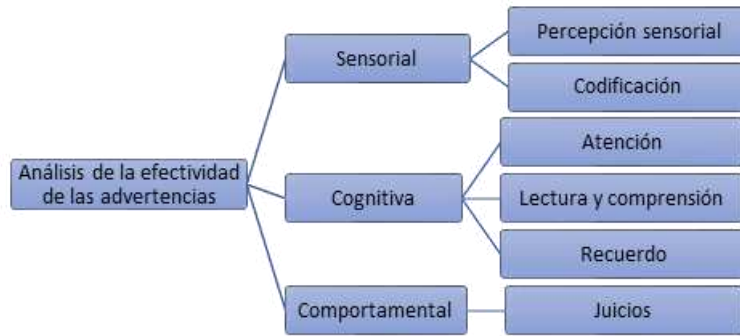 Análisis de la efectividad
de las advertencias
Sensorial
Percepción sensorial
Codificación
Cognitiva
Atención
Lectura y comprensión
Recuerdo
Comportamental
Juicios